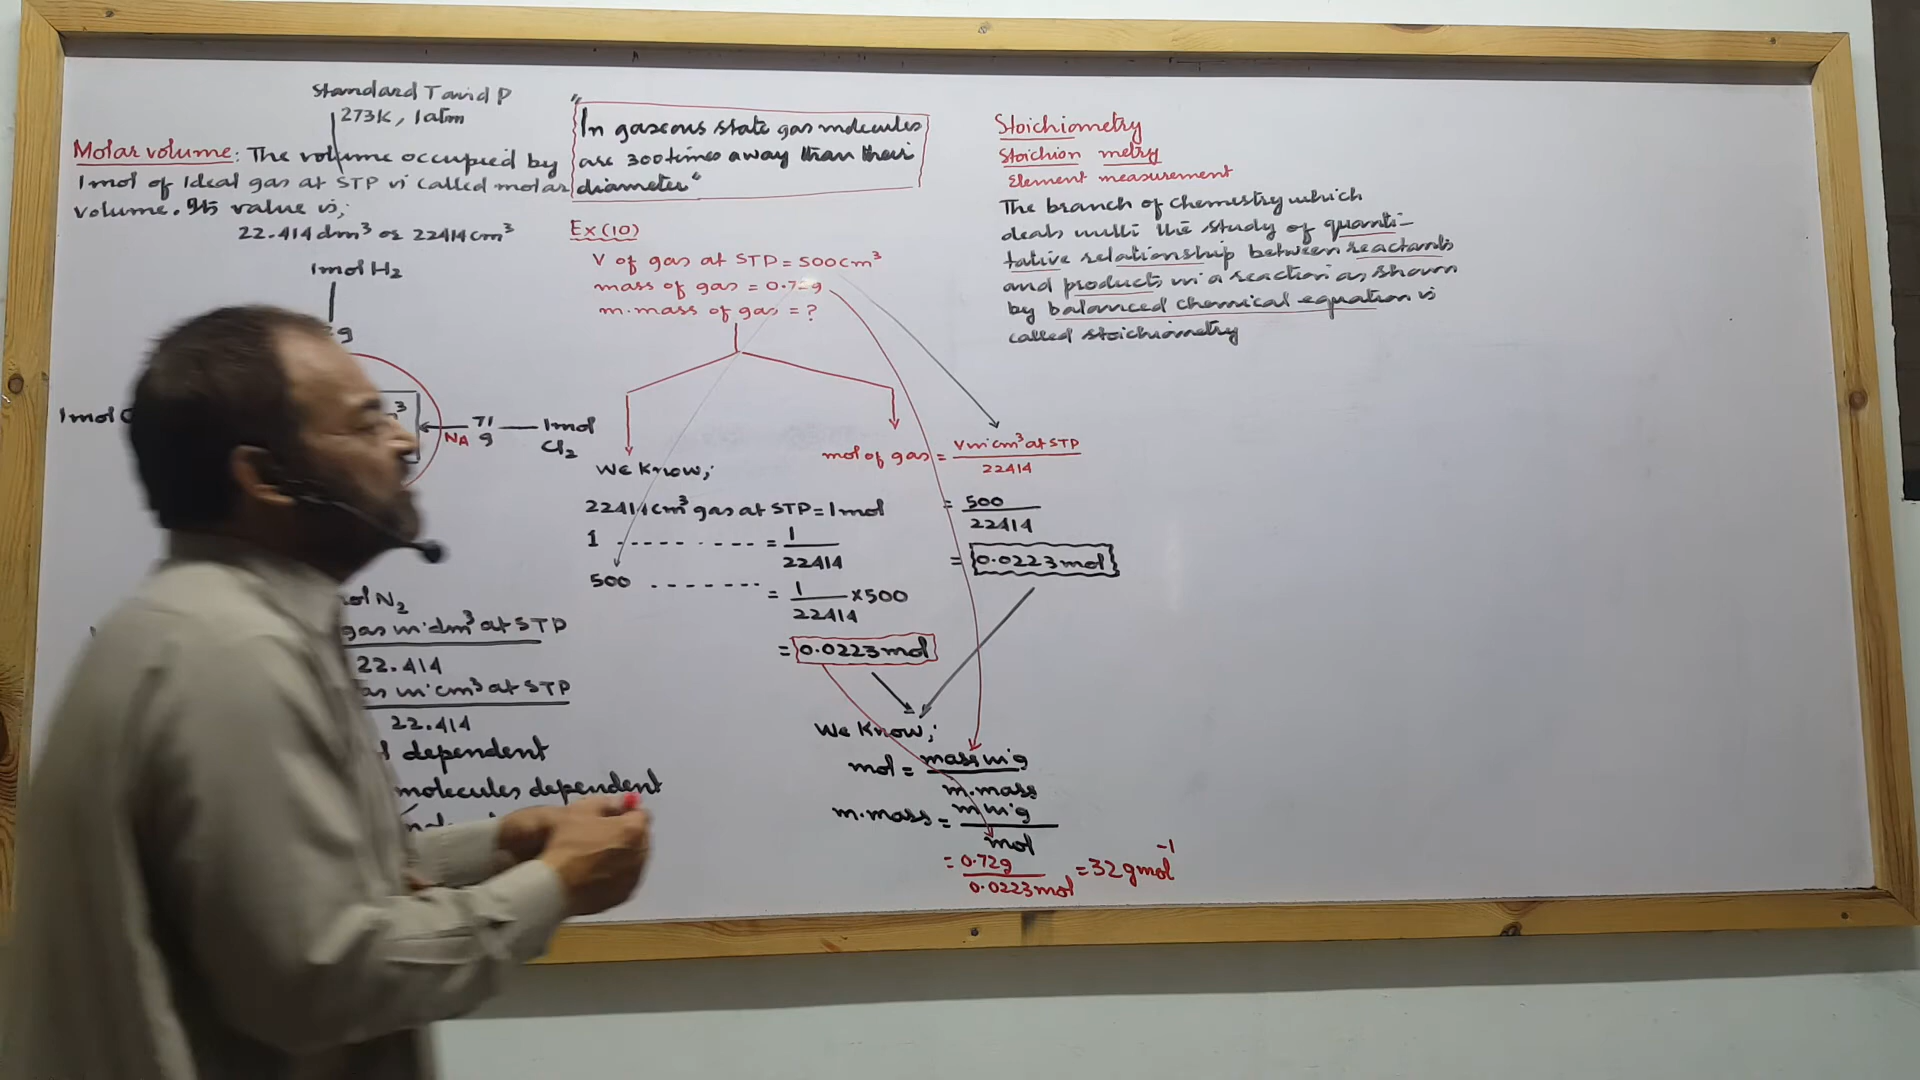 Standard T and P
273K, 1atm
Molar volume: The volume occupied by
1mol of Ideal gas at STP is called molar
volume. Its value is;
22.414 dm³ or 22414 cm³
1mol H₂
g
1mol
3
NA
71
g
1mol
Cl₂
N₂
gas in dm³ at STP
22.414
in cm³ at STP
22.414
dependent
molecules dependent
"In gaseous state gas molecules
are 300 times away than their
diameter"
Ex (10)
V of gas at STP = 500 cm³
mass of gas = 0.72g
m.mass of gas = ?
We Know;
22414 cm³ gas at STP = 1mol
1 ---- - ---- = 1/22414
500 - - - - - - - = 1/22414 × 500
= 0.0223 mol
mol of gas = V in cm³ at STP/22414
= 500/22414
= 0.0223 mol
We Know;
mol = mass in g/m.mass
m.mass = m in g/mol
= 0.72g/0.0223 mol = 32 g mol⁻¹
Stoichiometry
Stoichion metry
Element measurement
The branch of chemistry which
deals with the study of quanti-
tative relationship between reactants
and products in a reaction as shown
by balanced chemical equation is
called stoichiometry